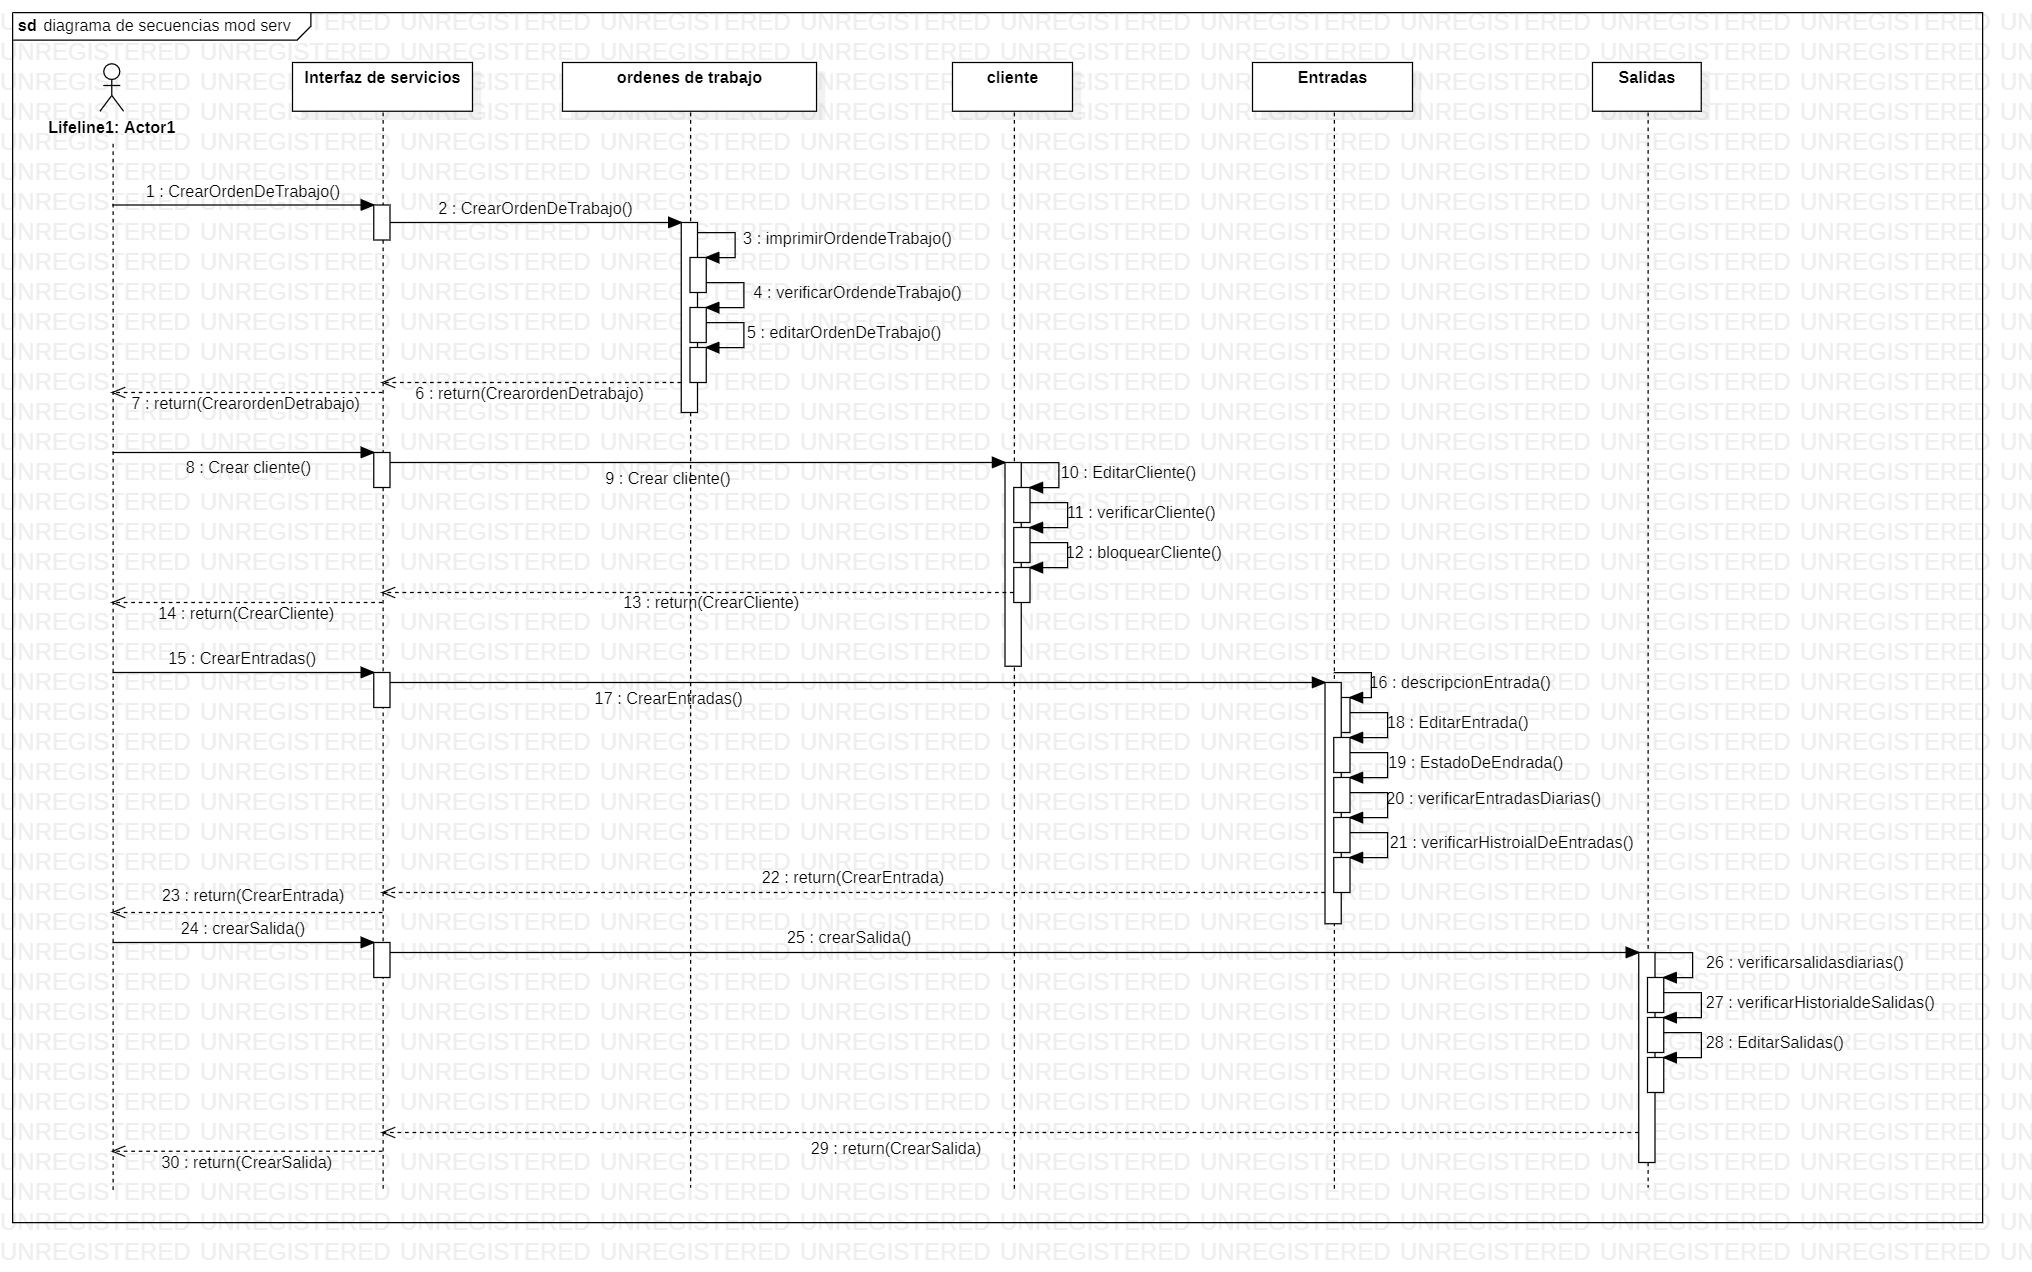 sd diagrama de secuencias mod serv
Interfaz de servicios
ordenes de trabajo
cliente
Entradas
Salidas
Lifeline1: Actor1
1 : CrearOrdenDeTrabajo()
2 : CrearOrdenDeTrabajo()
3 : imprimirOrdendeTrabajo()
4 : verificarOrdendeTrabajo()
5 : editarOrdenDeTrabajo()
6 : return(CrearordenDetrabajo)
7 : return(CrearordenDetrabajo)
8 : Crear cliente()
9 : Crear cliente()
10 : EditarCliente()
11 : verificarCliente()
12 : bloquearCliente()
13 : return(CrearCliente)
14 : return(CrearCliente)
15 : CrearEntradas()
16 : descripcionEntrada()
17 : CrearEntradas()
18 : EditarEntrada()
19 : EstadoDeEndrada()
20 : verificarEntradasDiarias()
21 : verificarHistroialDeEntradas()
22 : return(CrearEntrada)
23 : return(CrearEntrada)
24 : crearSalida()
25 : crearSalida()
26 : verificarsalidasdiarias()
27 : verificarHistorialdeSalidas()
28 : EditarSalidas()
29 : return(CrearSalida)
30 : return(CrearSalida)
UNREGISTERED